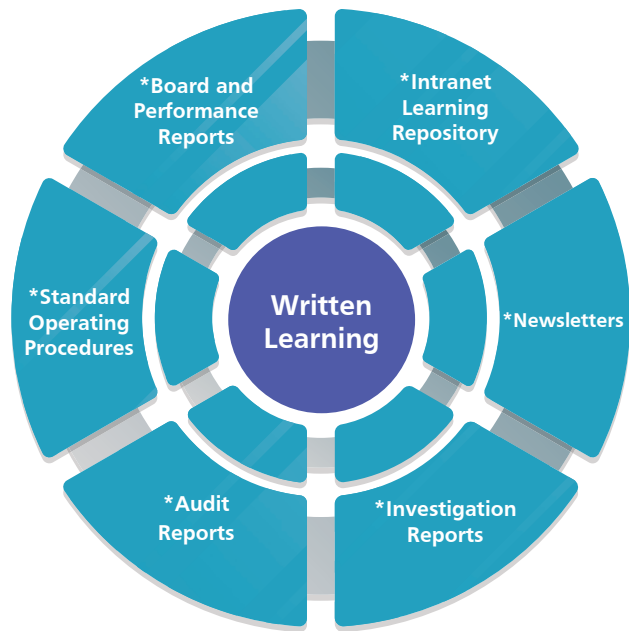 *Board and
Performance
Reports
*Intranet
Learning
Repository
*Standard
Operating
Procedures
Written
Learning
*Newsletters
*Audit
Reports
*Investigation
Reports